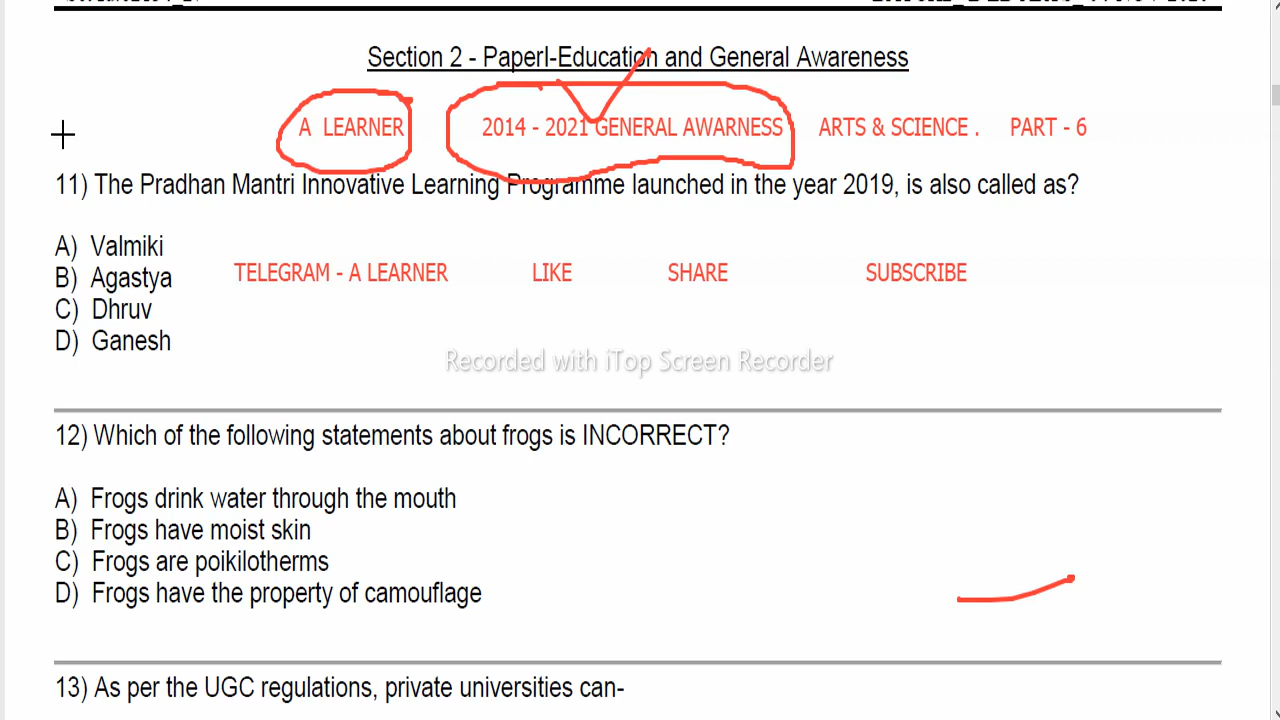 Section 2 - PaperI-Education and General Awareness
A LEARNER 2014 - 2021 GENERAL AWARNESS ARTS & SCIENCE . PART - 6
11) The Pradhan Mantri Innovative Learning Programme launched in the year 2019, is also called as?
A) Valmiki
B) Agastya
TELEGRAM - A LEARNER LIKE SHARE SUBSCRIBE
C) Dhruv
D) Ganesh
Recorded with iTop Screen Recorder
12) Which of the following statements about frogs is INCORRECT?
A) Frogs drink water through the mouth
B) Frogs have moist skin
C) Frogs are poikilotherms
D) Frogs have the property of camouflage
13) As per the UGC regulations, private universities can-